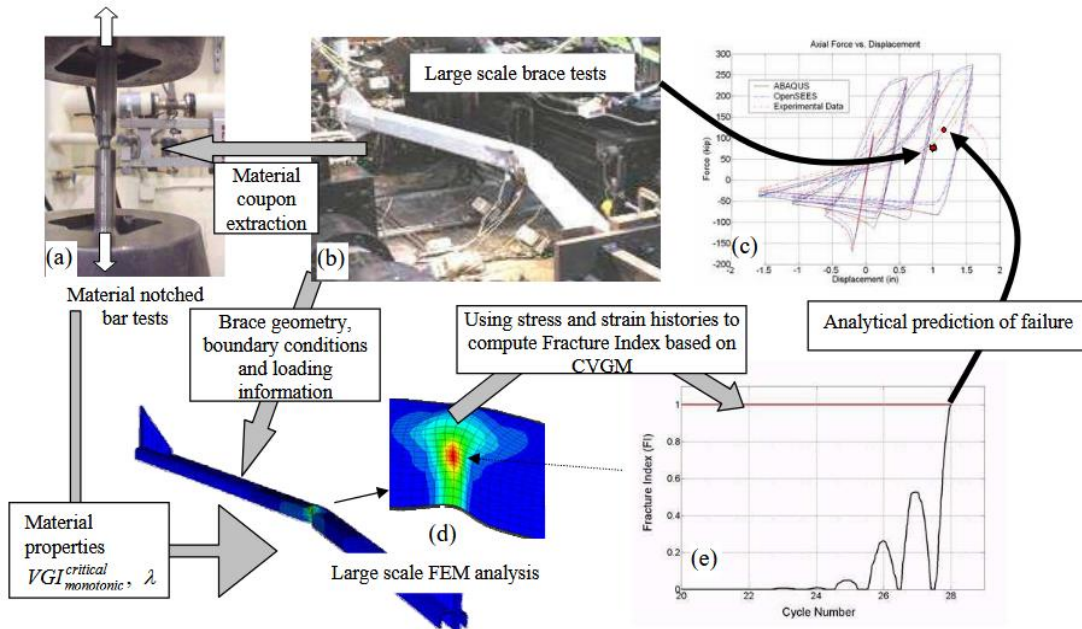 Large scale brace tests
Material
coupon
extraction
(a)
(b)
Axial Force vs. Displacement
ABAQUS
OpenSEES
Experimental Data
Force (kip)
300
250
200
150
100
50
0
-50
-100
-150
-200
-2
-1.5
-1
-0.5
0
0.5
1
1.5
2
Displacement (in)
(c)
Material notched
bar tests
Brace geometry,
boundary conditions
and loading
information
Using stress and strain histories to
compute Fracture Index based on
CVGM
Analytical prediction of failure
(d)
Material
properties
VGI critical monotonic, λ
Large scale FEM analysis
Fracture Index (FI)
1
0.8
0.6
0.4
0.2
0
20
22
24
26
28
Cycle Number
(e)